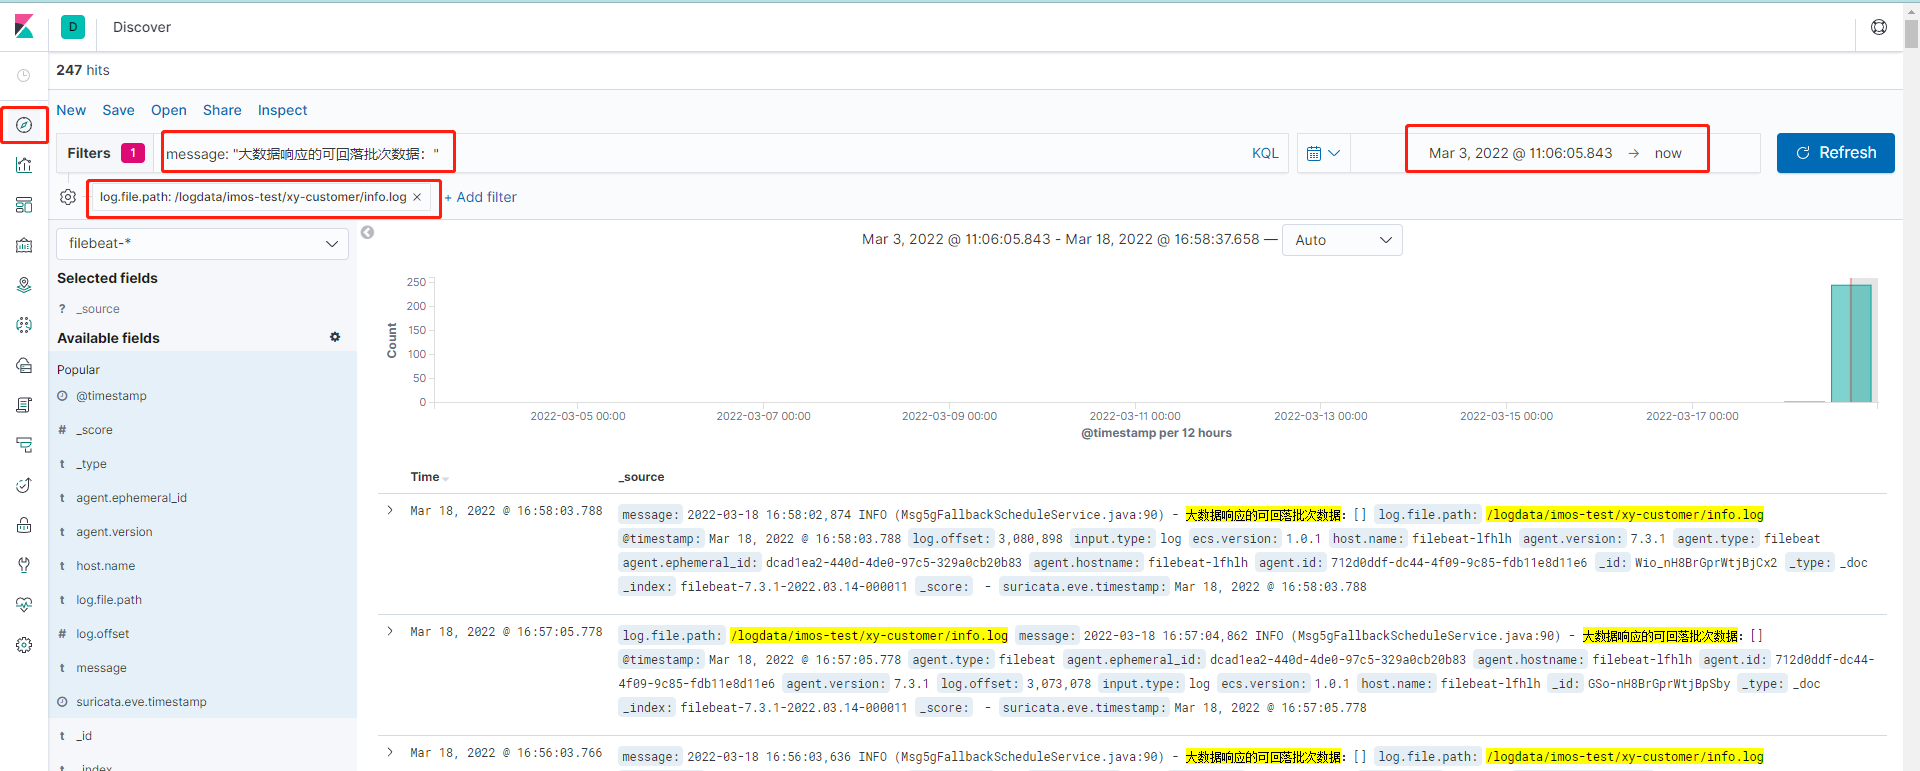 D Discover
247 hits
New Save Open Share Inspect
Filters 1 message: "大数据响应的可回落批次数据：" KQL Mar 3, 2022 @ 11:06:05.843 → now Refresh
log.file.path: /logdata/imos-test/xy-customer/info.log × + Add filter
filebeat-*
Selected fields
? _source
Available fields
Popular
@timestamp
# _score
t _type
t agent.ephemeral_id
t agent.version
t host.name
t log.file.path
# log.offset
t message
suricata.eve.timestamp
t _id
t _index
Mar 3, 2022 @ 11:06:05.843 - Mar 18, 2022 @ 16:58:37.658 — Auto
Count
250
200
150
100
50
0
2022-03-05 00:00 2022-03-07 00:00 2022-03-09 00:00 2022-03-11 00:00 2022-03-13 00:00 2022-03-15 00:00 2022-03-17 00:00
@timestamp per 12 hours
Time _source
Mar 18, 2022 @ 16:58:03.788
message: 2022-03-18 16:58:02,874 INFO (Msg5gFallbackScheduleService.java:90) - 大数据响应的可回落批次数据：[] log.file.path: /logdata/imos-test/xy-customer/info.log
@timestamp: Mar 18, 2022 @ 16:58:03.788 log.offset: 3,080,898 input.type: log ecs.version: 1.0.1 host.name: filebeat-lfhlh agent.version: 7.3.1 agent.type: filebeat
agent.ephemeral_id: dcad1ea2-440d-4de0-97c5-329a0cb20b83 agent.hostname: filebeat-lfhlh agent.id: 712d0ddf-dc44-4f09-9c85-fdb11e8d11e6 _id: Wio_nH8BrGprWtjBjCx2 _type: _doc
_index: filebeat-7.3.1-2022.03.14-000011 _score: - suricata.eve.timestamp: Mar 18, 2022 @ 16:58:03.788
Mar 18, 2022 @ 16:57:05.778
log.file.path: /logdata/imos-test/xy-customer/info.log message: 2022-03-18 16:57:04,862 INFO (Msg5gFallbackScheduleService.java:90) - 大数据响应的可回落批次数据：[]
@timestamp: Mar 18, 2022 @ 16:57:05.778 agent.type: filebeat agent.ephemeral_id: dcad1ea2-440d-4de0-97c5-329a0cb20b83 agent.hostname: filebeat-lfhlh agent.id: 712d0ddf-dc44-
4f09-9c85-fdb11e8d11e6 agent.version: 7.3.1 log.offset: 3,073,078 input.type: log ecs.version: 1.0.1 host.name: filebeat-lfhlh _id: GSo-nH8BrGprWtjBpSby _type: _doc
_index: filebeat-7.3.1-2022.03.14-000011 _score: - suricata.eve.timestamp: Mar 18, 2022 @ 16:57:05.778
Mar 18, 2022 @ 16:56:03.766
message: 2022-03-18 16:56:03,636 INFO (Msg5gFallbackScheduleService.java:90) - 大数据响应的可回落批次数据：[] log.file.path: /logdata/imos-test/xy-customer/info.log